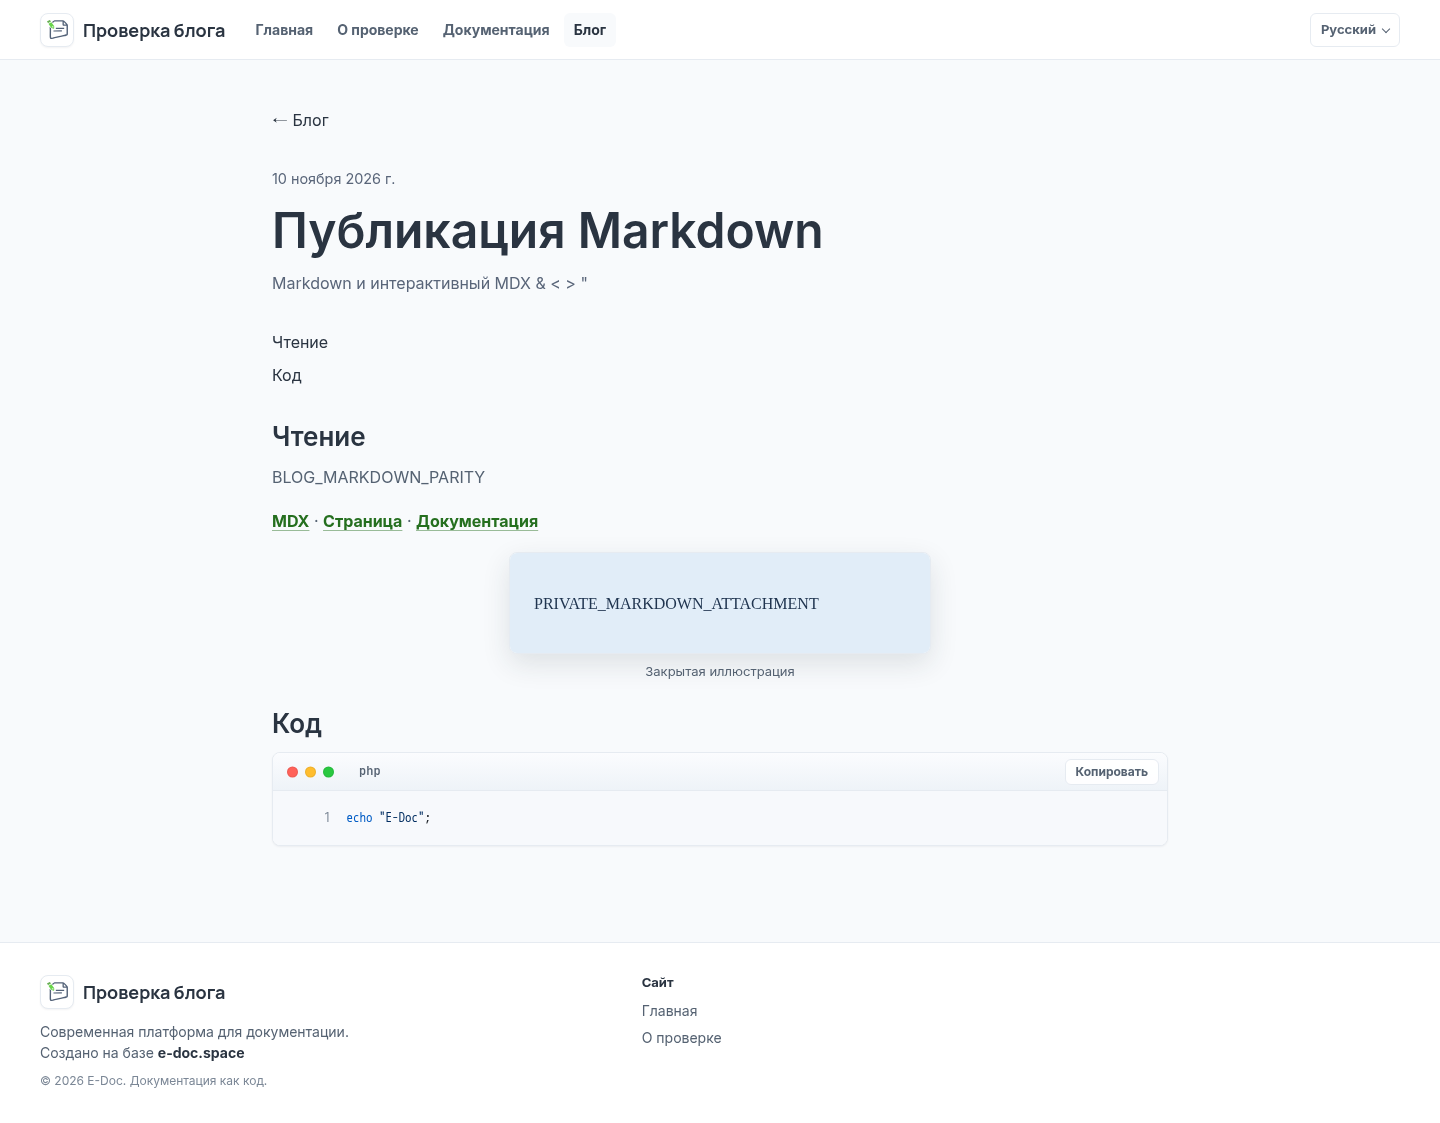 Проверка блога
Главная
О проверке
Документация
Блог
Русский
← Блог
10 ноября 2026 г.
Публикация Markdown
Markdown и интерактивный MDX & < > "
Чтение
Код
Чтение
BLOG_MARKDOWN_PARITY
MDX · Страница · Документация
PRIVATE_MARKDOWN_ATTACHMENT
Закрытая иллюстрация
Код
php
Копировать
1 echo "E-Doc";
Проверка блога
Современная платформа для документации.
Создано на базе e-doc.space
© 2026 E-Doc. Документация как код.
Сайт
Главная
О проверке